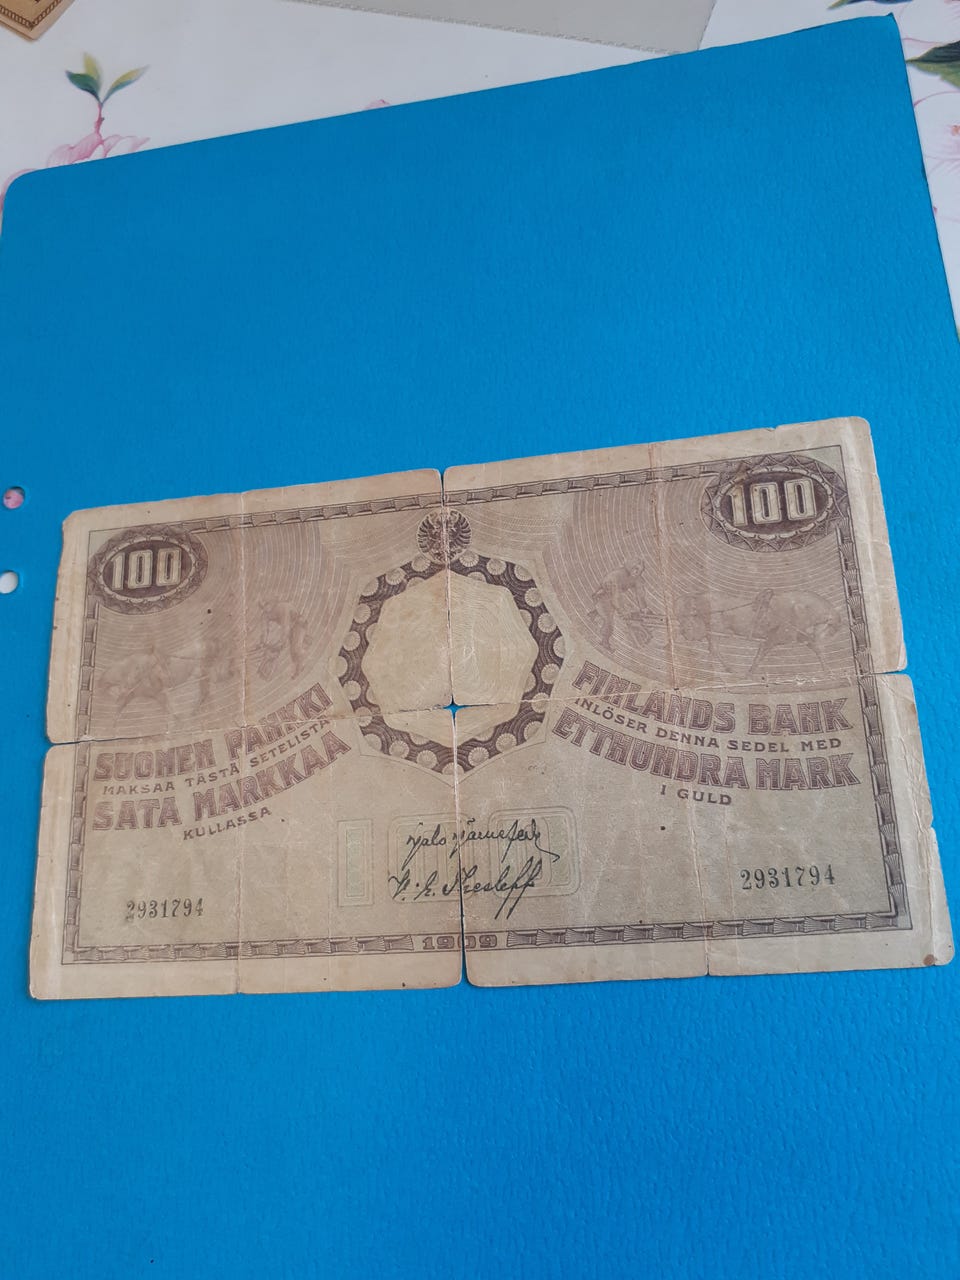 100
100
SUOMEN PANKKI
MAKSAA TÄSTÄ SETELISTÄ
SATA MARKKAA
KULLASSA
FINLANDS BANK
INLÖSER DENNA SEDEL MED
ETTHUNDRA MARK
I GULD
2931794
2931794
1909